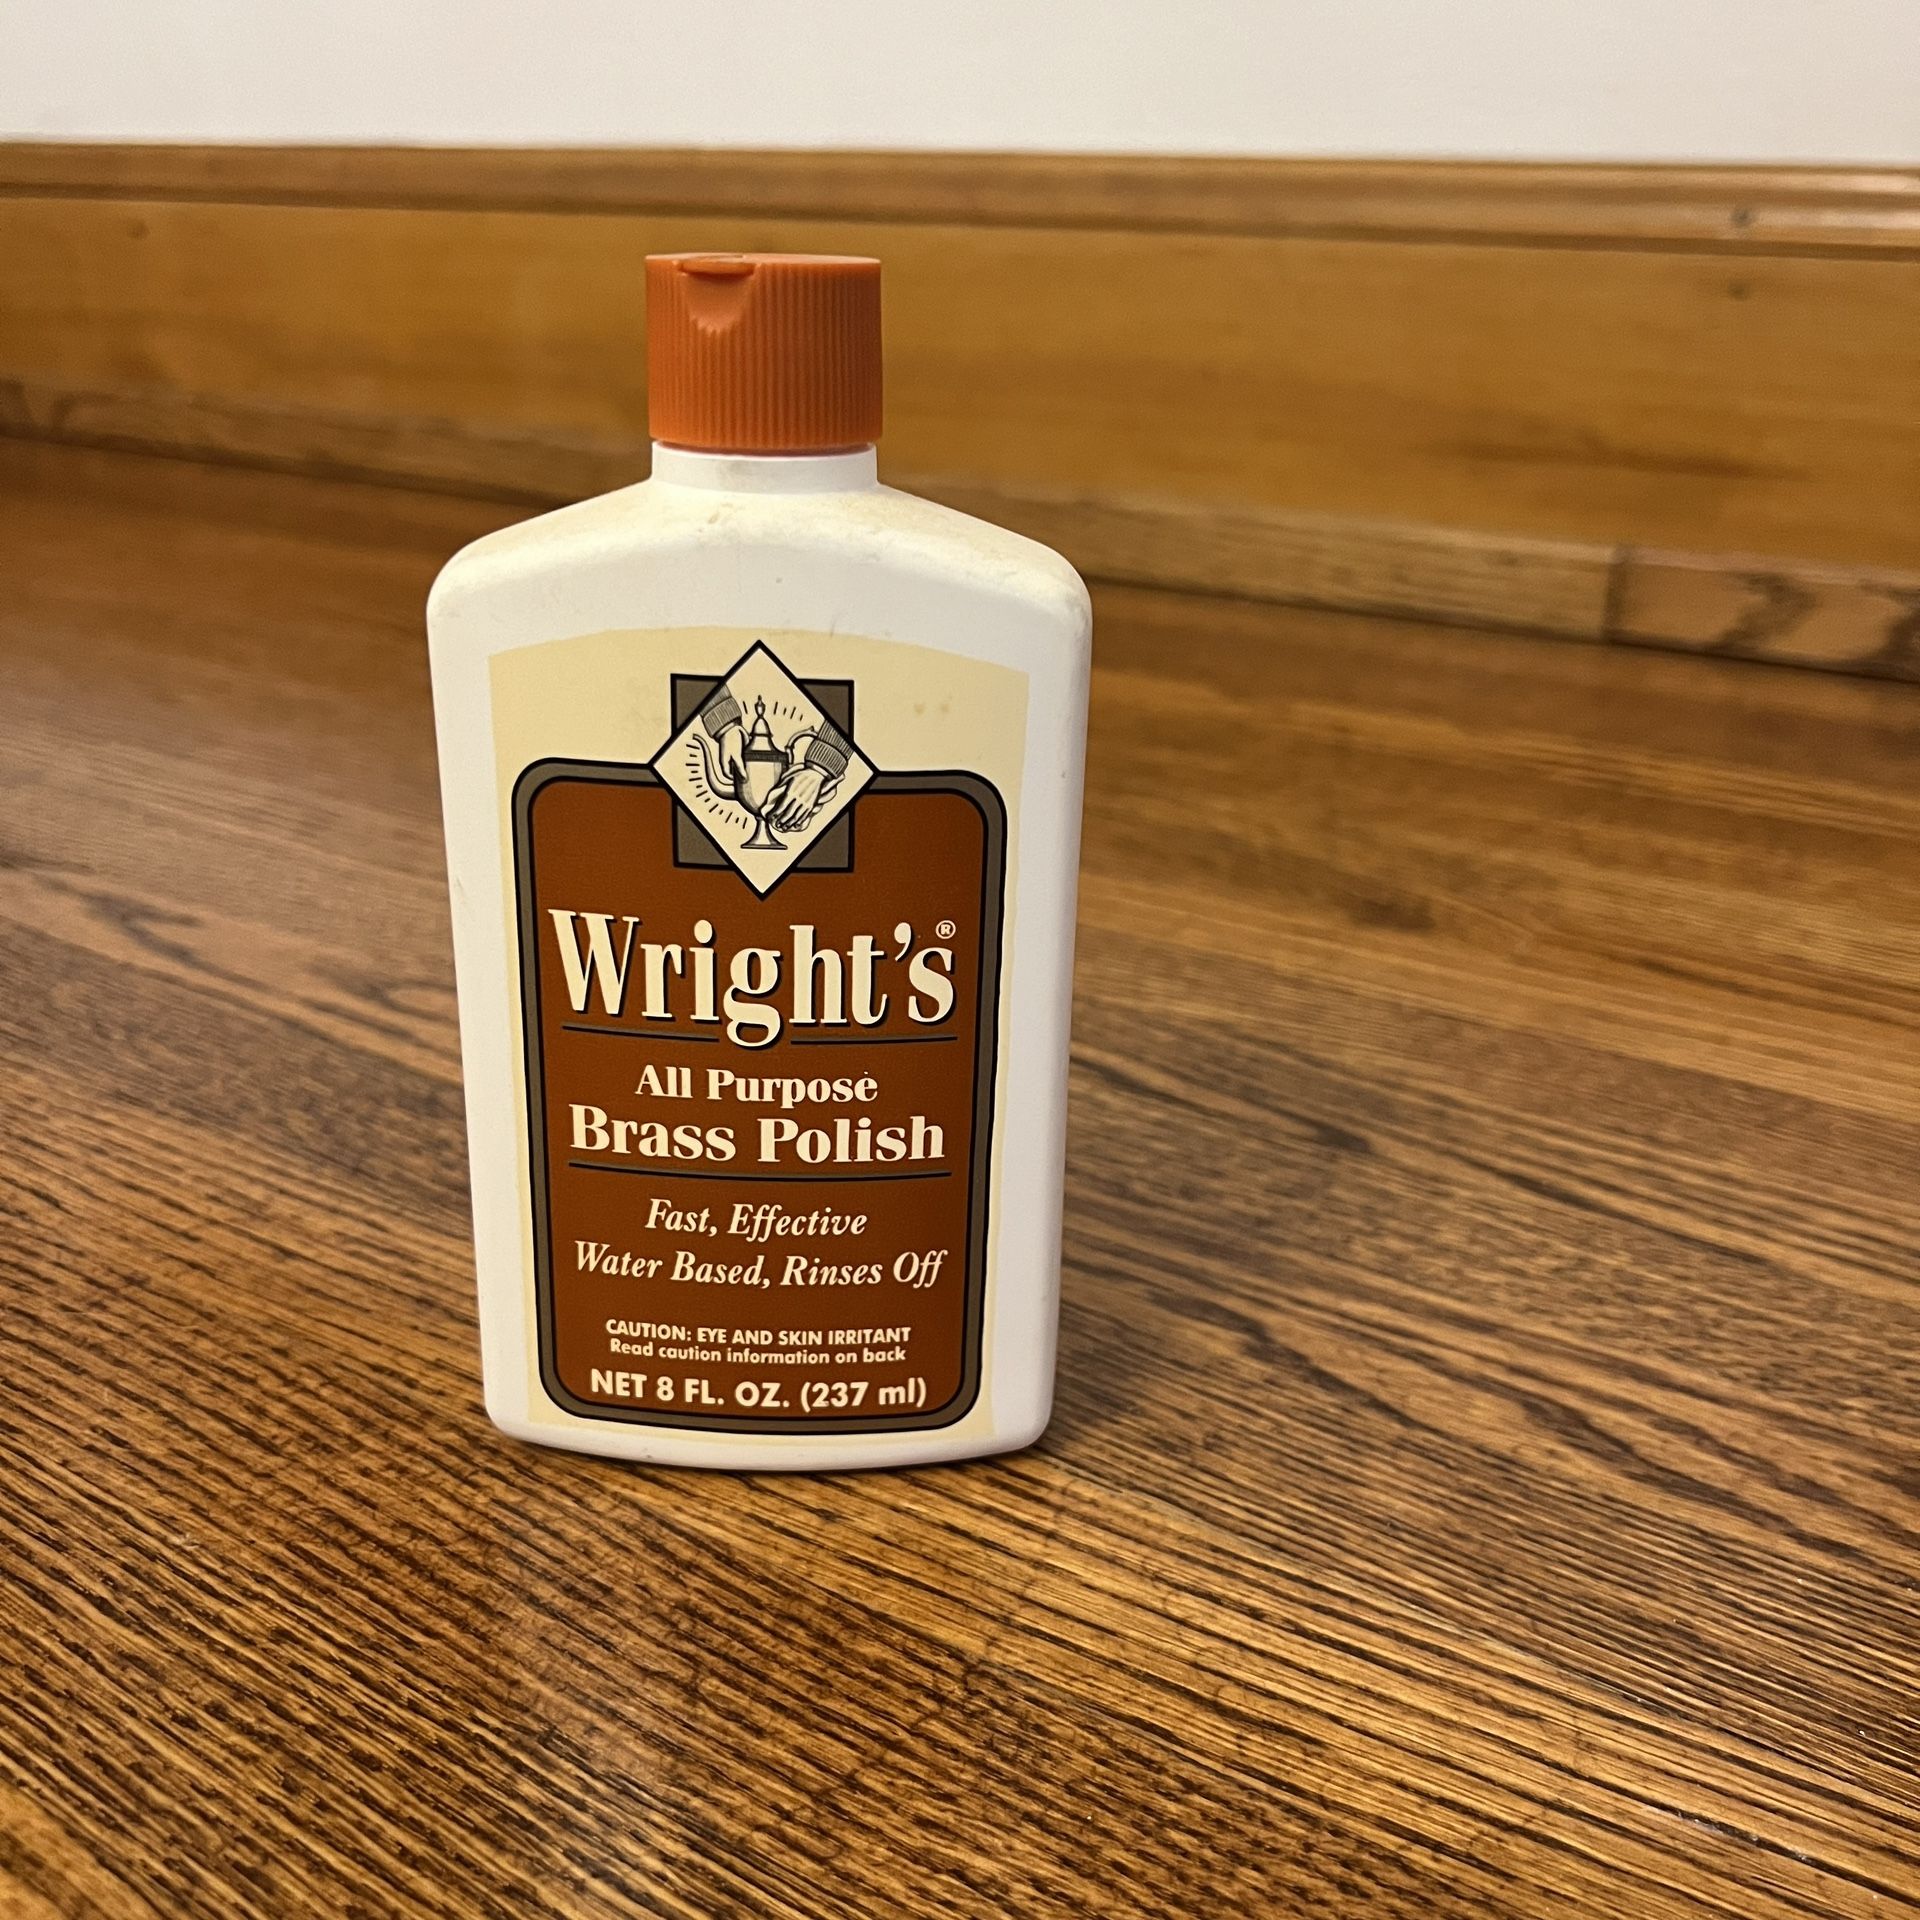 Wright's®
All Purpose
Brass Polish
Fast, Effective
Water Based, Rinses Off
CAUTION: EYE AND SKIN IRRITANT
Read caution information on back
NET 8 FL. OZ. (237 ml)